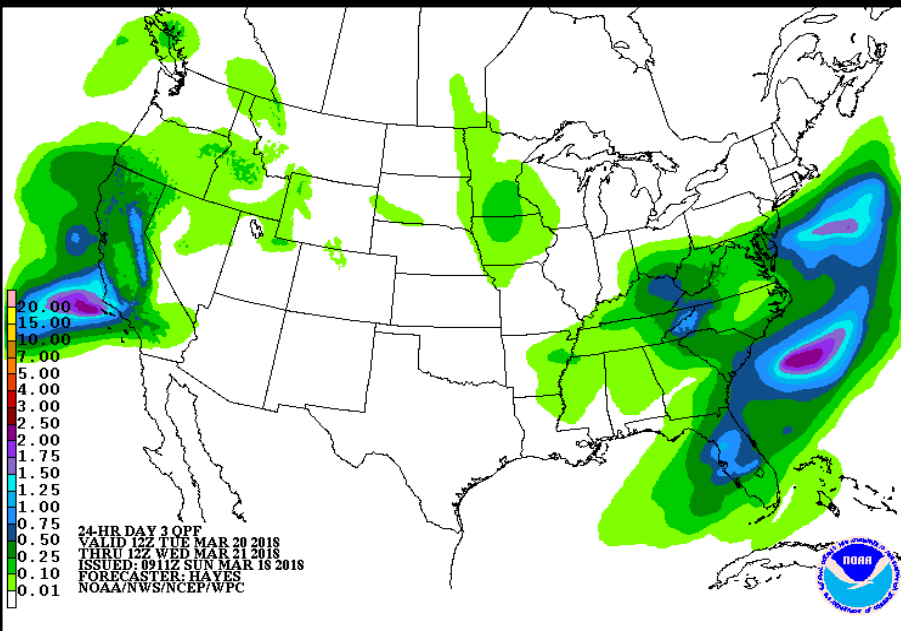 20.00
15.00
10.00
7.00
5.00
4.00
3.00
2.50
2.00
1.75
1.50
1.25
1.00
0.75
0.50
0.25
0.10
0.01
24-HR DAY 3 QPF
VALID 12Z TUE MAR 20 2018
THRU 12Z WED MAR 21 2018
ISSUED: 0911Z SUN MAR 18 2018
FORECASTER: HAYES
NOAA/NWS/NCEP/WPC
NOAA